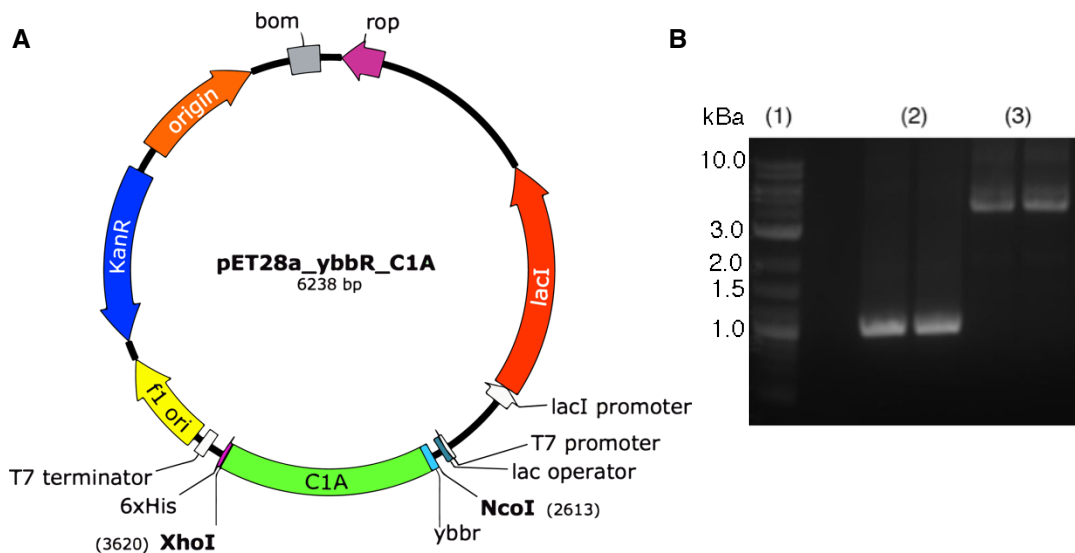 A
bom
rop
origin
KanR
lacI
pET28a_ybbR_C1A
6238 bp
f1 ori
lacI promoter
T7 promoter
lac operator
T7 terminator
C1A
6xHis
NcoI (2613)
ybbr
(3620) XhoI
B
kBa (1) (2) (3)
10.0
3.0
2.0
1.5
1.0